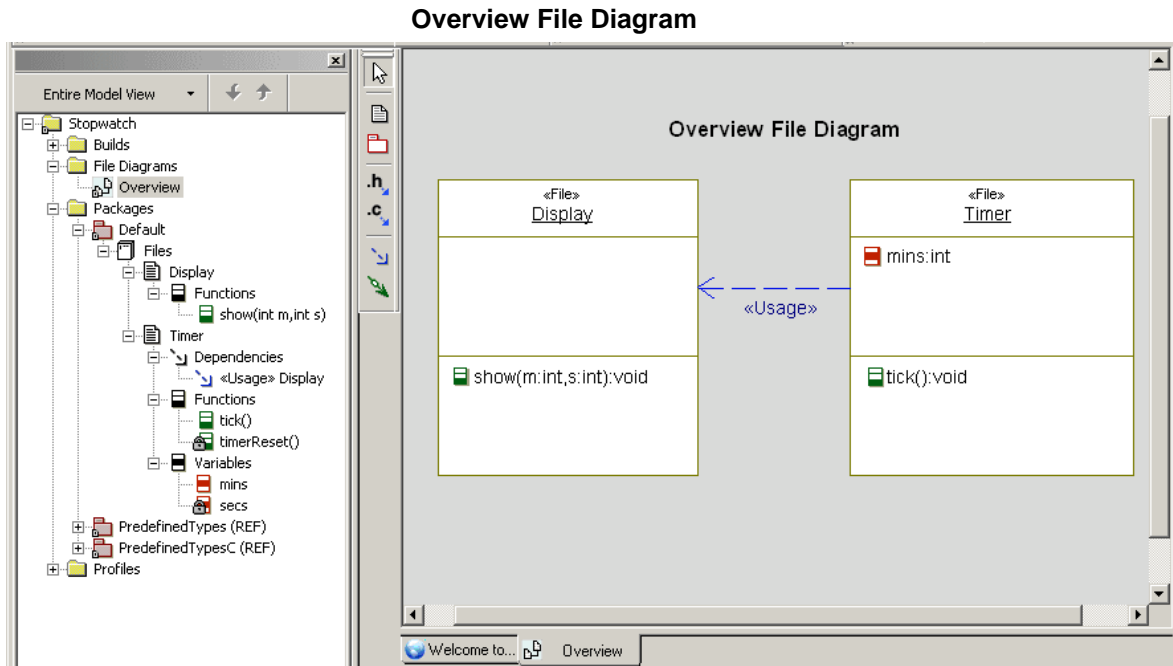 Overview File Diagram
Entire Model View
Stopwatch
Builds
File Diagrams
Overview
Packages
Default
Files
Display
Functions
show(int m,int s)
Timer
Dependencies
«Usage» Display
Functions
tick()
timerReset()
Variables
mins
secs
PredefinedTypes (REF)
PredefinedTypesC (REF)
Profiles
.h
.c
Overview File Diagram
«File»
Display
show(m:int,s:int):void
«Usage»
«File»
Timer
mins:int
tick():void
Welcome to...
Overview